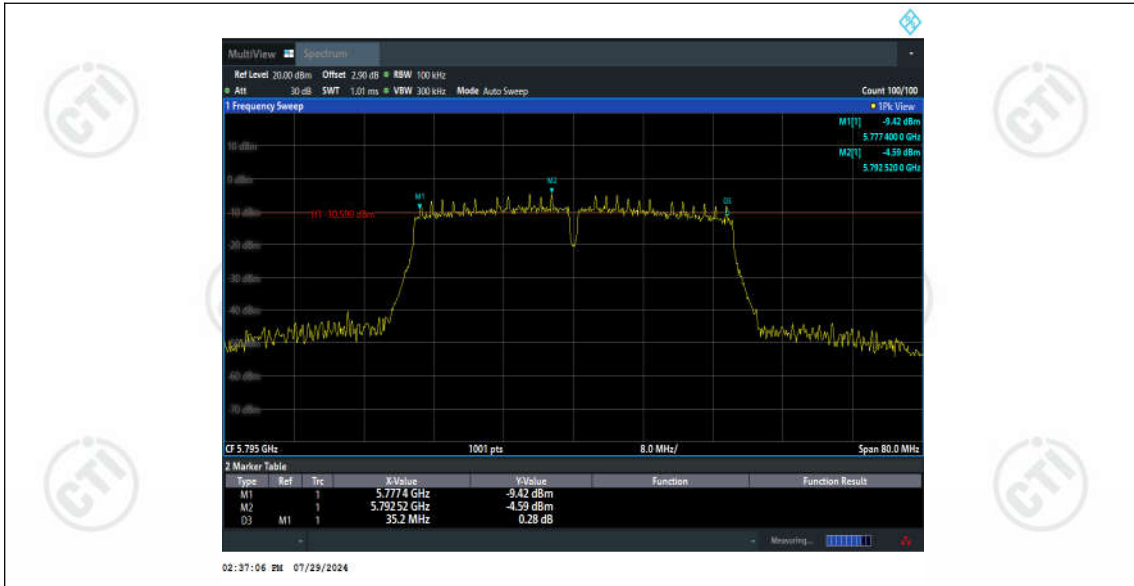 MultiView Spectrum
Ref Level 20.00 dBm Offset 2.90 dB RBW 100 kHz
Att 30 dB SWT 1.01 ms VBW 300 kHz Mode Auto Sweep Count 100/100
1 Frequency Sweep 1Pk View
M1[1] -9.42 dBm
5.777 400 0 GHz
M2[1] -4.59 dBm
5.792 520 0 GHz
10 dBm
0 dBm
M2
M1
D3
-10 dBm
H1 -10.590 dBm
-20 dBm
-30 dBm
-40 dBm
-50 dBm
-60 dBm
-70 dBm
CF 5.795 GHz 1001 pts 8.0 MHz/ Span 80.0 MHz
2 Marker Table
Type Ref Trc X-Value Y-Value Function Function Result
M1 1 5.7774 GHz -9.42 dBm
M2 1 5.79252 GHz -4.59 dBm
D3 M1 1 35.2 MHz 0.28 dB
Measuring...
02:37:06 PM 07/29/2024
CTI
CTI
CTI
CTI